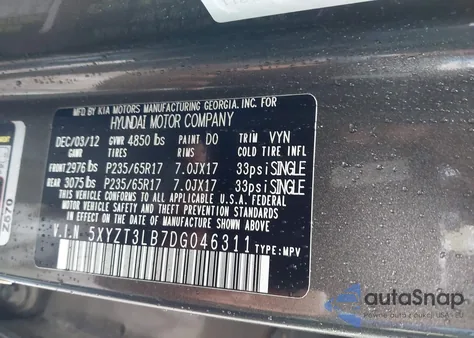 MFD. BY KIA MOTORS MANUFACTURING GEORGIA, INC. FOR
HYUNDAI MOTOR COMPANY
DEC/03/12 GVWR 4850 lbs PAINT D0 TRIM VYN
GAWR TIRES RIMS COLD TIRE INFL
FRONT 2976 lbs P235/65R17 7.0JX17 33psi SINGLE
REAR 3075 lbs P235/65R17 7.0JX17 33psi SINGLE
THIS VEHICLE CONFORMS TO ALL APPLICABLE U.S.A. FEDERAL
MOTOR VEHICLE SAFETY, BUMPER, AND THEFT PREVENTION
STANDARDS IN EFFECT ON THE DATE OF MANUFACTURE SHOWN ABOVE.
V.I.N 5XYZT3LB7DG046311 TYPE:MPV
Z070
autoSnap